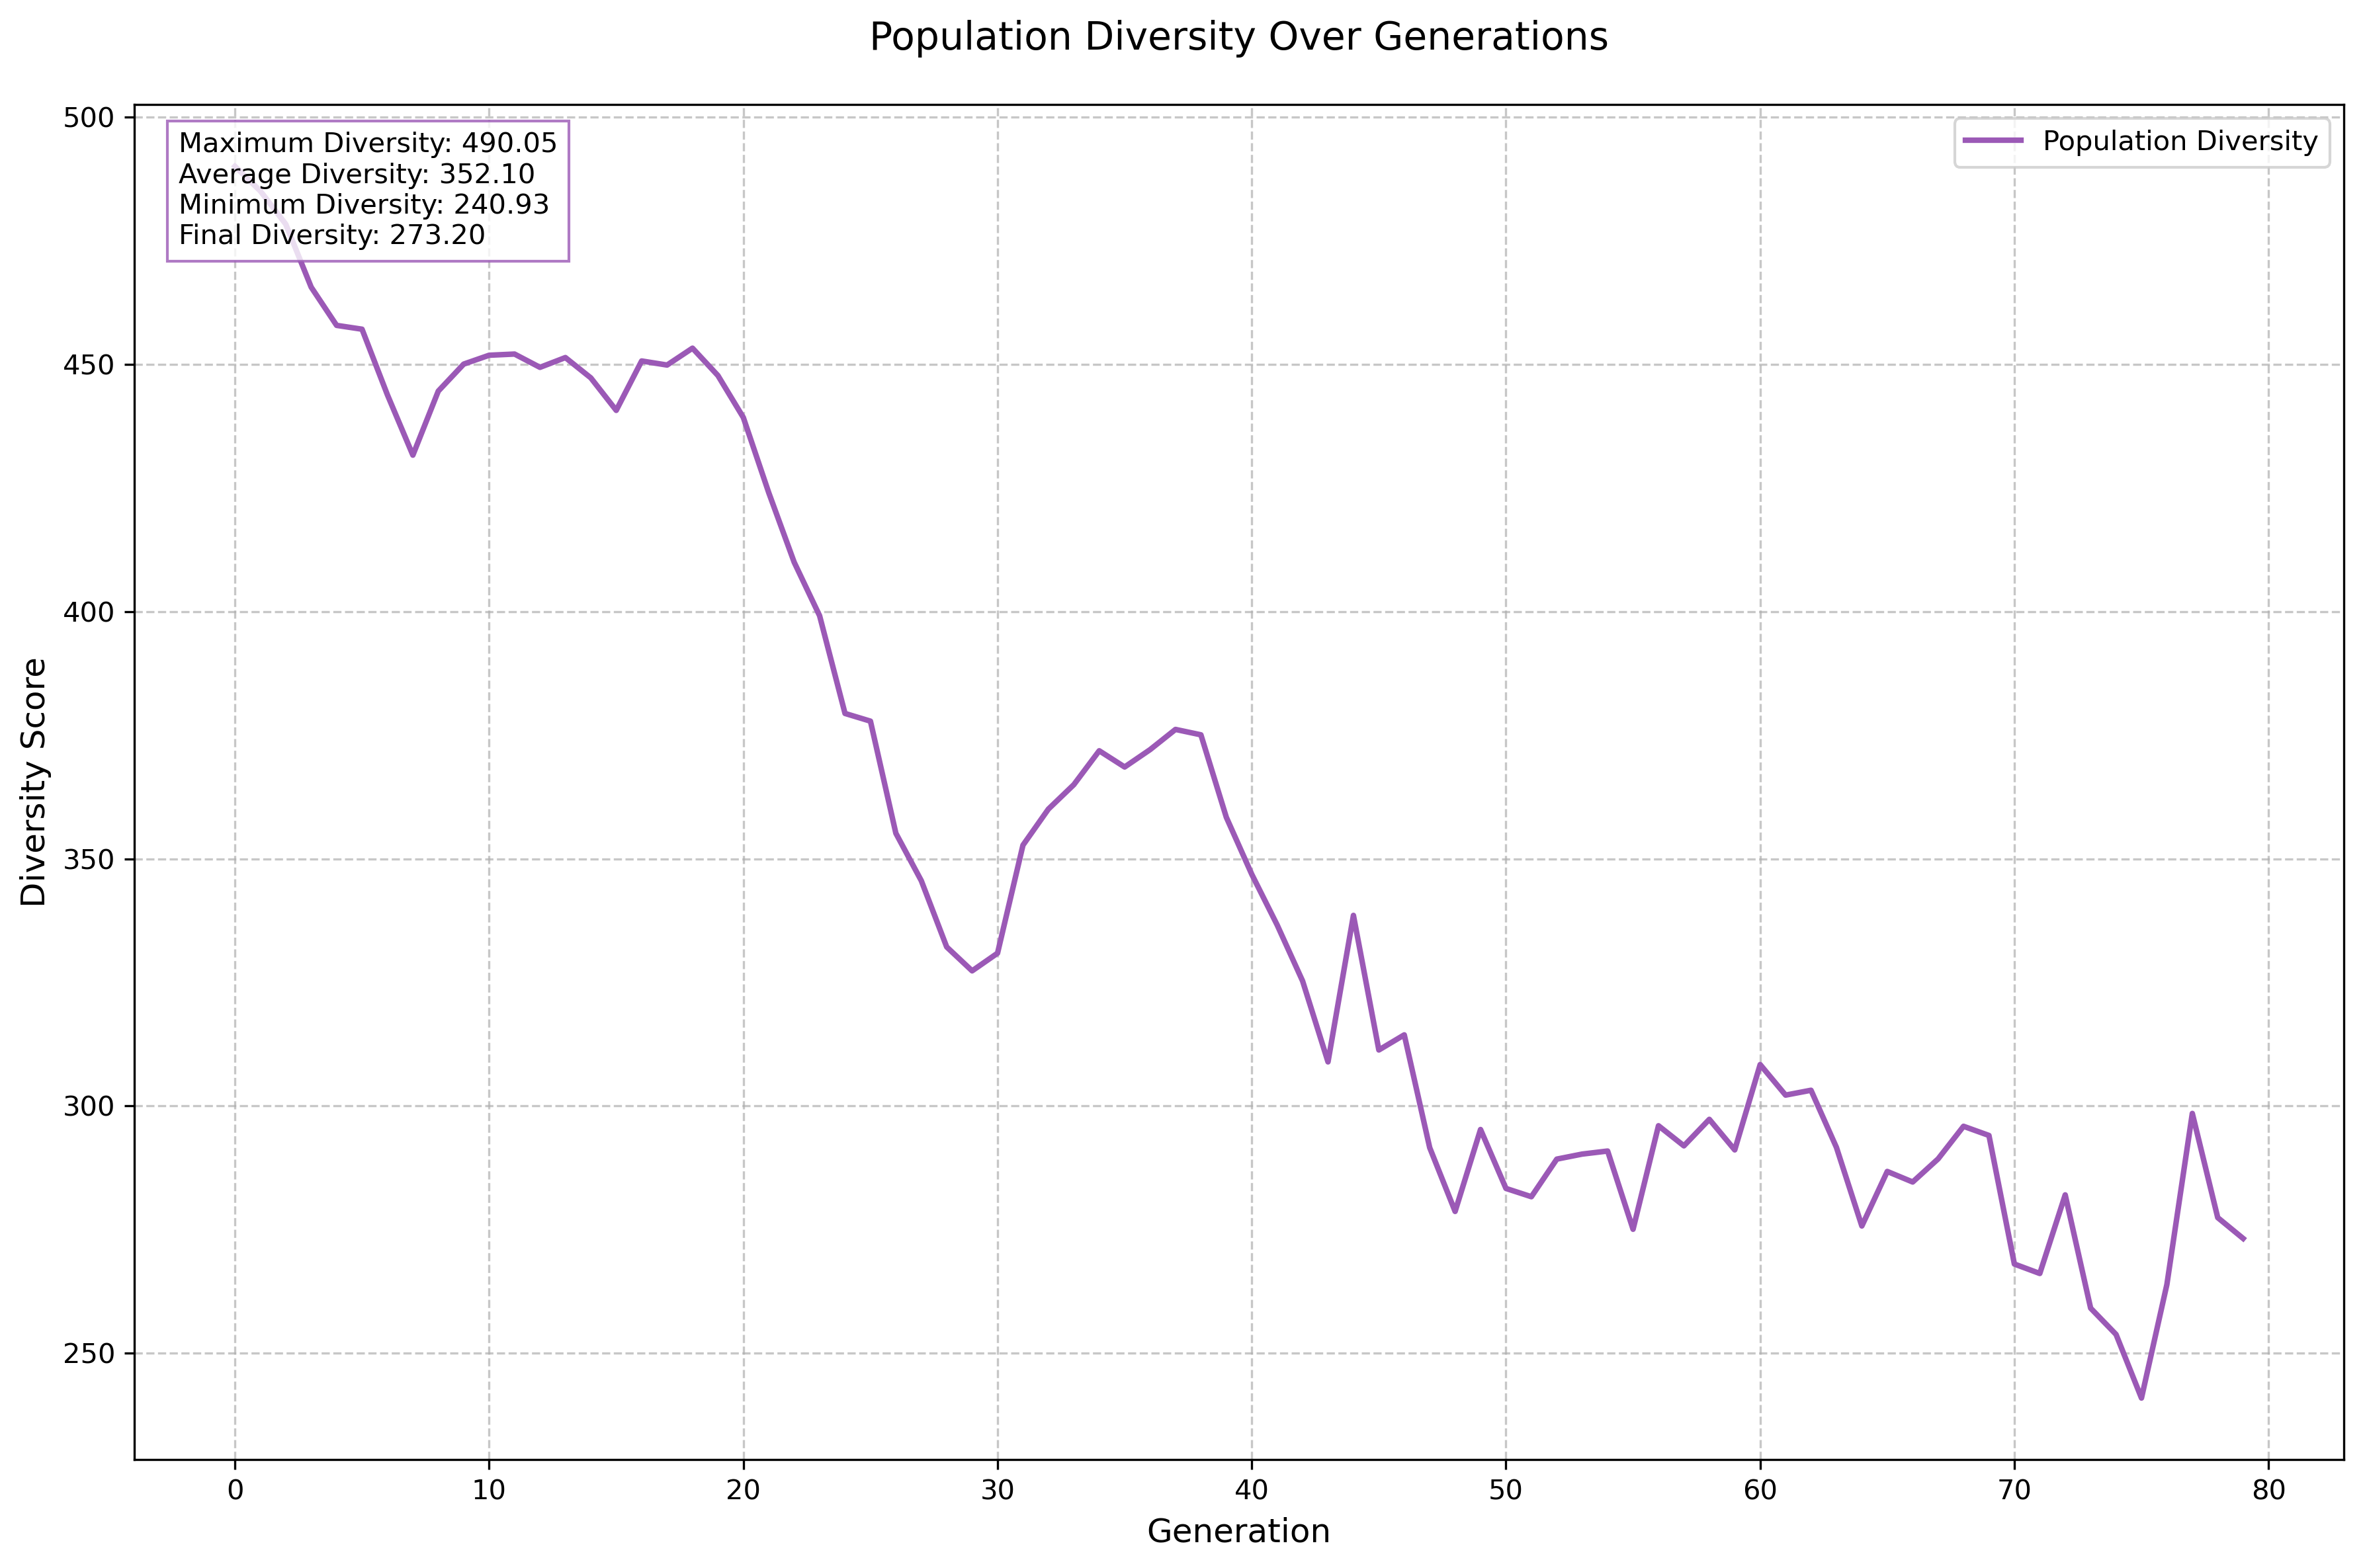 Population Diversity Over Generations
500
450
400
350
300
250
Diversity Score
Maximum Diversity: 490.05
Average Diversity: 352.10
Minimum Diversity: 240.93
Final Diversity: 273.20
Population Diversity
0 10 20 30 40 50 60 70 80
Generation